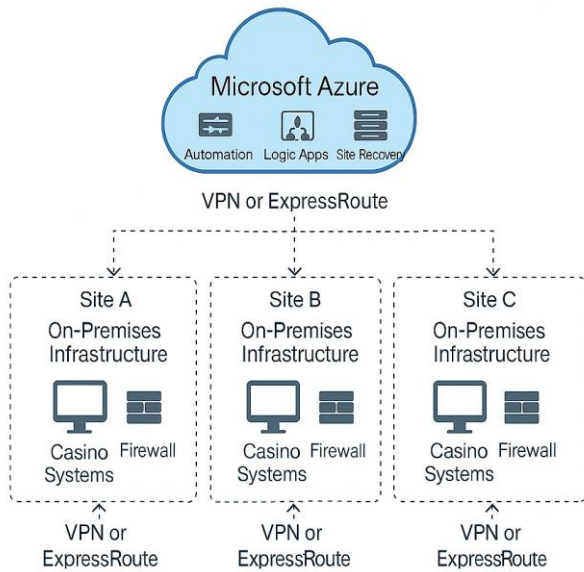 Microsoft Azure
Automation Logic Apps Site Recovery
VPN or ExpressRoute
Site A
On-Premises
Infrastructure
Casino Firewall
Systems
VPN or
ExpressRoute
Site B
On-Premises
Infrastructure
Casino Firewall
Systems
VPN or
ExpressRoute
Site C
On-Premises
Infrastructure
Casino Firewall
Systems
VPN or
ExpressRoute